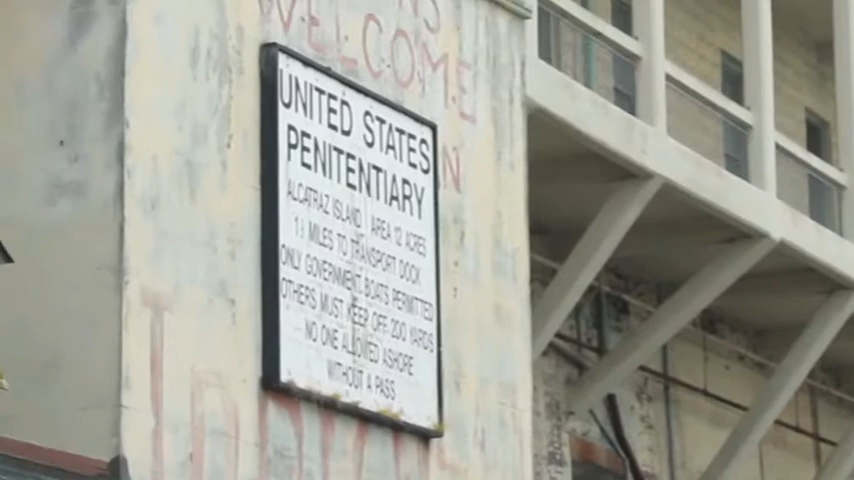 WELCOME
UNITED STATES
PENITENTIARY
ALCATRAZ ISLAND AREA 12 ACRES
1½ MILES TO TRANSPORT DOCK
ONLY GOVERNMENT BOATS PERMITTED
OTHERS MUST KEEP OFF 200 YARDS
NO ONE ALLOWED ASHORE
WITHOUT A PASS